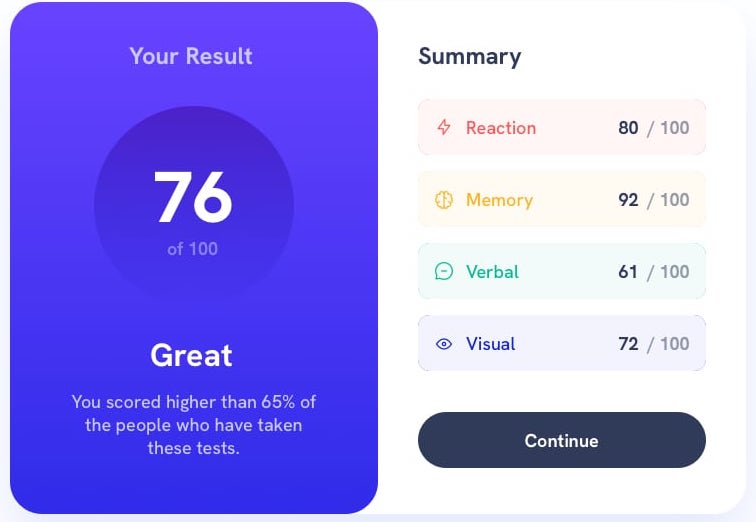 Your Result
76
of 100
Great
You scored higher than 65% of
the people who have taken
these tests.
Summary
Reaction 80 / 100
Memory 92 / 100
Verbal 61 / 100
Visual 72 / 100
Continue